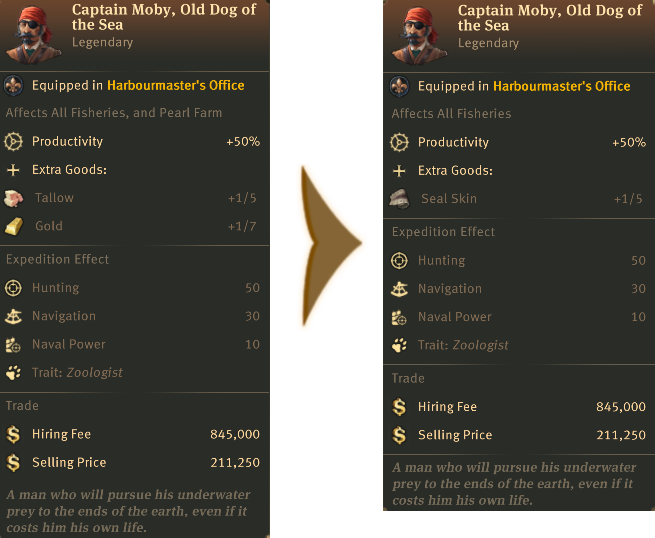 Captain Moby, Old Dog of
the Sea
Legendary
Equipped in Harbourmaster's Office
Affects All Fisheries, and Pearl Farm
Productivity +50%
Extra Goods:
Tallow +1/5
Gold +1/7
Expedition Effect
Hunting 50
Navigation 30
Naval Power 10
Trait: Zoologist
Trade
Hiring Fee 845,000
Selling Price 211,250
A man who will pursue his underwater
prey to the ends of the earth, even if it
costs him his own life.
Captain Moby, Old Dog of
the Sea
Legendary
Equipped in Harbourmaster's Office
Affects All Fisheries
Productivity +50%
Extra Goods:
Seal Skin +1/5
Expedition Effect
Hunting 50
Navigation 30
Naval Power 10
Trait: Zoologist
Trade
Hiring Fee 845,000
Selling Price 211,250
A man who will pursue his underwater
prey to the ends of the earth, even if it
costs him his own life.